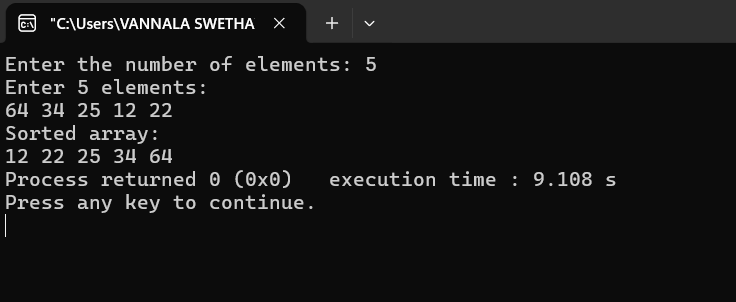 "C:\Users\VANNALA SWETHA
Enter the number of elements: 5
Enter 5 elements:
64 34 25 12 22
Sorted array:
12 22 25 34 64
Process returned 0 (0x0)   execution time : 9.108 s
Press any key to continue.